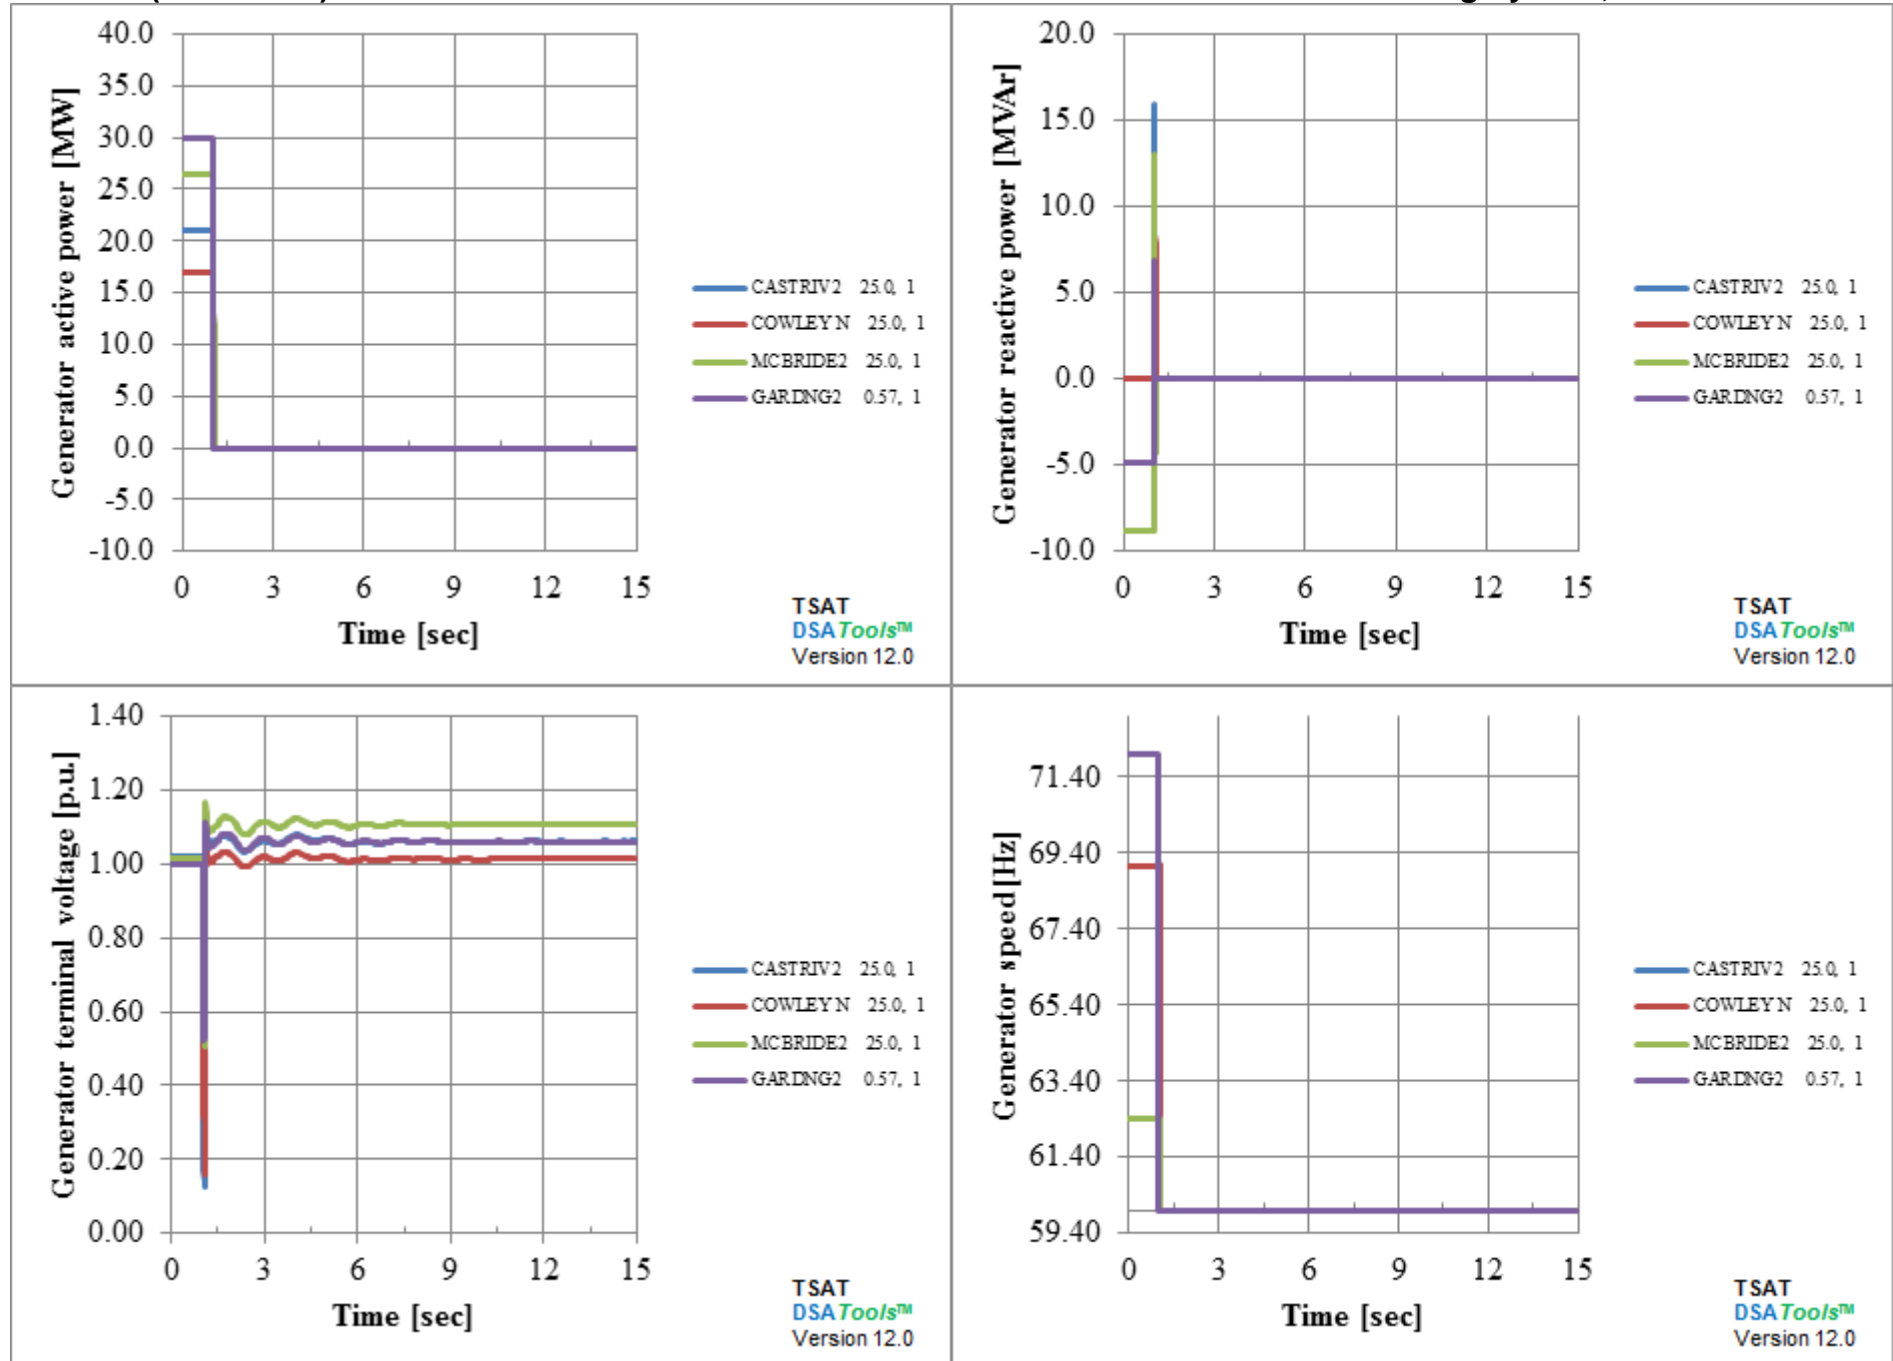 Generator active power [MW]
40.0
35.0
30.0
25.0
20.0
15.0
10.0
5.0
0.0
-5.0
-10.0
0 3 6 9 12 15
Time [sec]
CASTRIV2 25.0, 1
COWLEY N 25.0, 1
MCBRIDE2 25.0, 1
GARDNG2 0.57, 1
TSAT
DSATools™
Version 12.0
Generator reactive power [MVAr]
20.0
15.0
10.0
5.0
0.0
-5.0
-10.0
0 3 6 9 12 15
Time [sec]
CASTRIV2 25.0, 1
COWLEY N 25.0, 1
MCBRIDE2 25.0, 1
GARDNG2 0.57, 1
TSAT
DSATools™
Version 12.0
Generator terminal voltage [p.u.]
1.40
1.20
1.00
0.80
0.60
0.40
0.20
0.00
0 3 6 9 12 15
Time [sec]
CASTRIV2 25.0, 1
COWLEY N 25.0, 1
MCBRIDE2 25.0, 1
GARDNG2 0.57, 1
TSAT
DSATools™
Version 12.0
Generator speed[Hz]
71.40
69.40
67.40
65.40
63.40
61.40
59.40
0 3 6 9 12 15
Time [sec]
CASTRIV2 25.0, 1
COWLEY N 25.0, 1
MCBRIDE2 25.0, 1
GARDNG2 0.57, 1
TSAT
DSATools™
Version 12.0